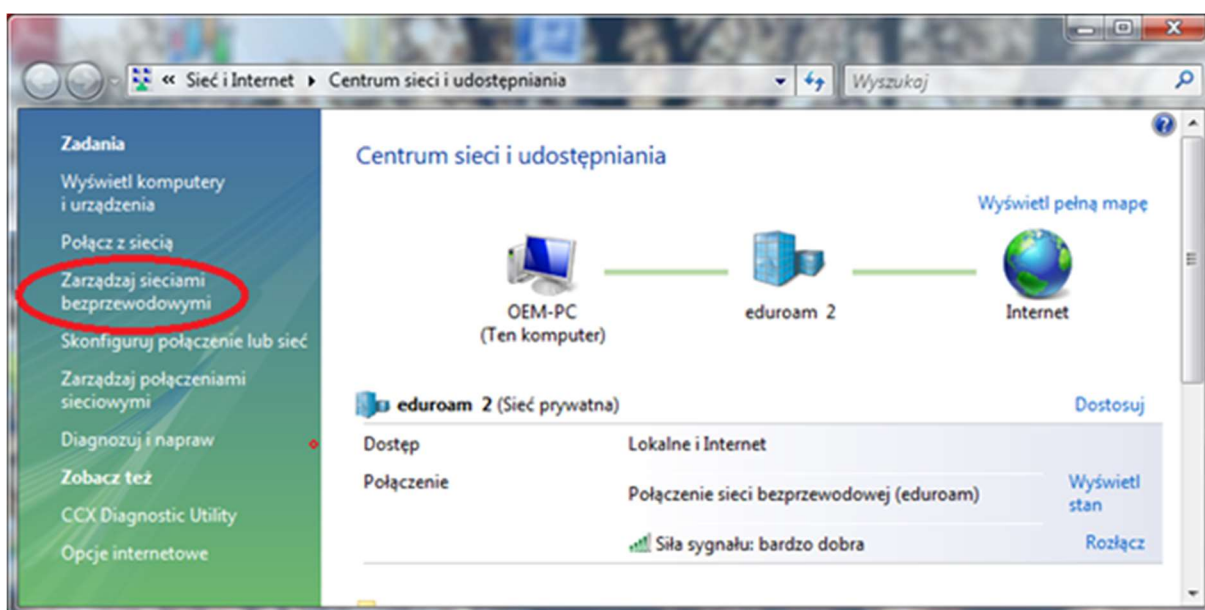 « Sieć i Internet ▸ Centrum sieci i udostępniania
Wyszukaj
Zadania
Wyświetl komputery
i urządzenia
Połącz z siecią
Zarządzaj sieciami
bezprzewodowymi
Skonfiguruj połączenie lub sieć
Zarządzaj połączeniami
sieciowymi
Diagnozuj i napraw
Zobacz też
CCX Diagnostic Utility
Opcje internetowe
Centrum sieci i udostępniania
Wyświetl pełną mapę
OEM-PC
(Ten komputer)
eduroam 2
Internet
eduroam 2 (Sieć prywatna)
Dostosuj
Dostęp
Lokalne i Internet
Połączenie
Połączenie sieci bezprzewodowej (eduroam)
Wyświetl
stan
Siła sygnału: bardzo dobra
Rozłącz